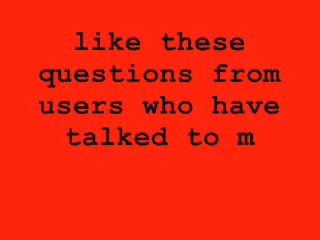 like these
questions from
users who have
talked to m